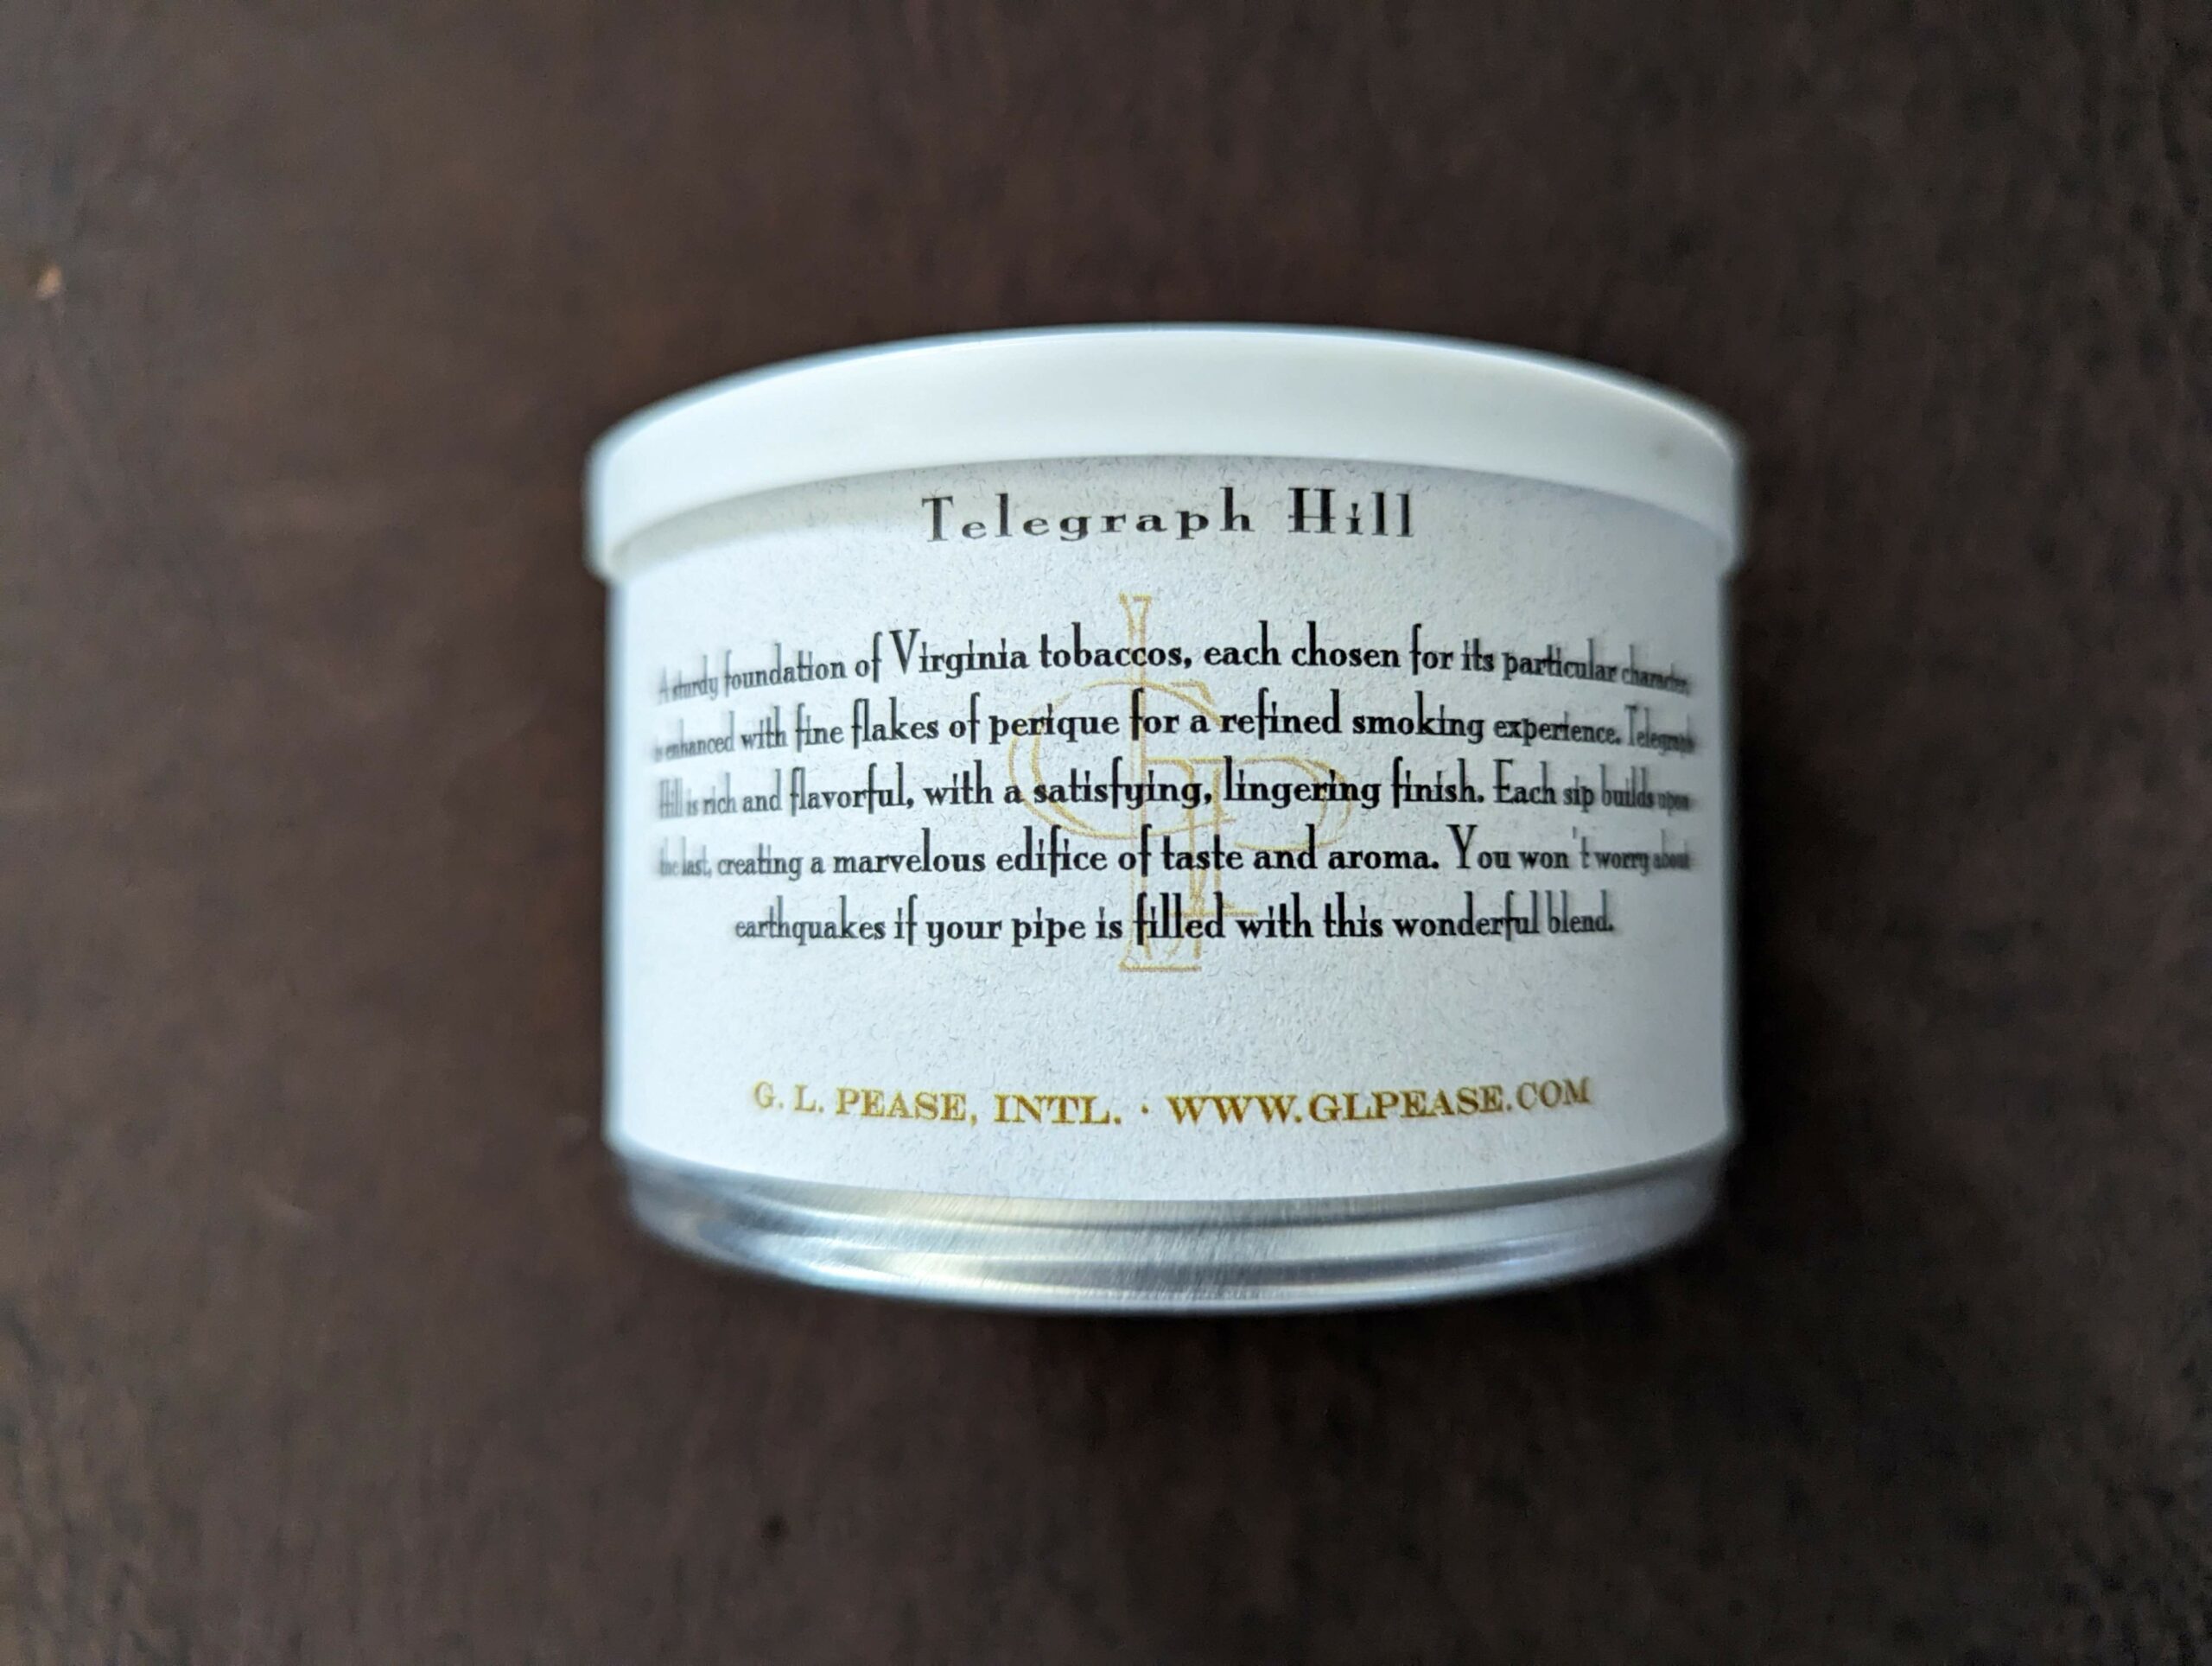 Telegraph Hill
A sturdy foundation of Virginia tobaccos, each chosen for its particular character,
is enhanced with fine flakes of perique for a refined smoking experience. Telegraph
Hill is rich and flavorful, with a satisfying, lingering finish. Each sip builds upon
the last, creating a marvelous edifice of taste and aroma. You won't worry about
earthquakes if your pipe is filled with this wonderful blend.
G. L. PEASE, INTL. · WWW.GLPEASE.COM